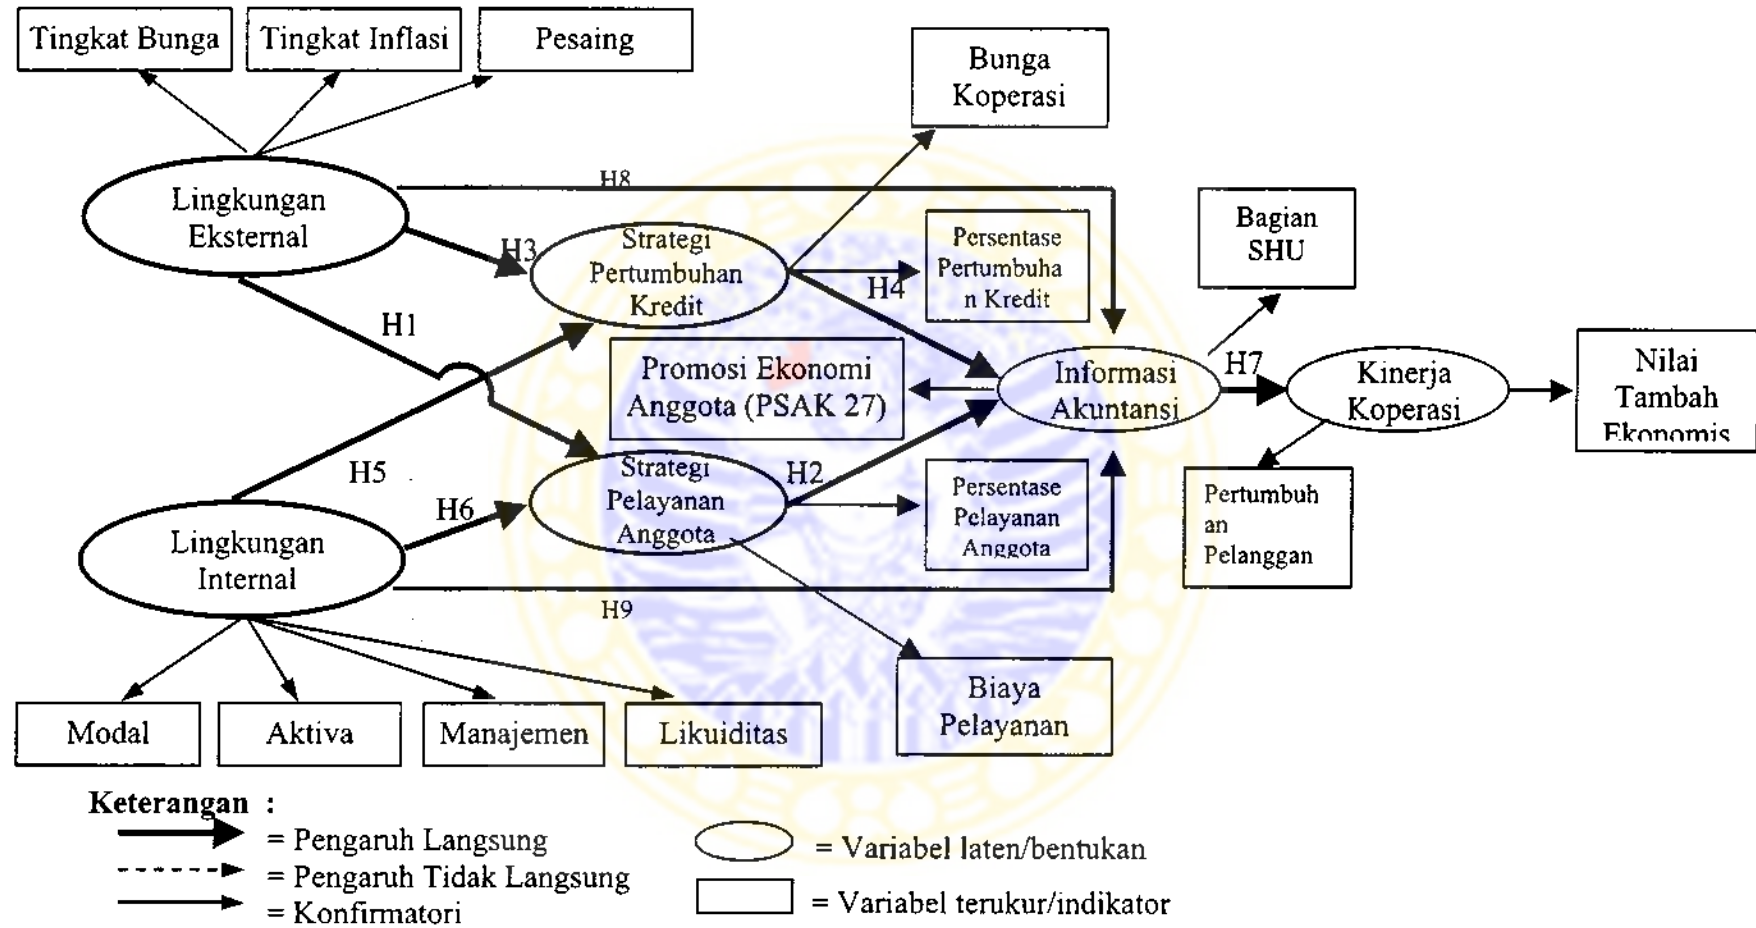 Tingkat Bunga
Tingkat Inflasi
Pesaing
Bunga
Koperasi
Lingkungan
Eksternal
H8
H3
Strategi
Pertumbuhan
Kredit
Persentase
Pertumbuha
n Kredit
H4
Bagian
SHU
H1
Promosi Ekonomi
Anggota (PSAK 27)
Informasi
Akuntansi
H7
Kinerja
Koperasi
Nilai
Tambah
Ekonomis
H5
H6
Strategi
Pelayanan
Anggota
H2
Persentase
Pelayanan
Anggota
Pertumbuh
an
Pelanggan
Lingkungan
Internal
H9
Modal
Aktiva
Manajemen
Likuiditas
Biaya
Pelayanan
Keterangan :
= Pengaruh Langsung
= Pengaruh Tidak Langsung
= Konfirmatori
= Variabel laten/bentukan
= Variabel terukur/indikator